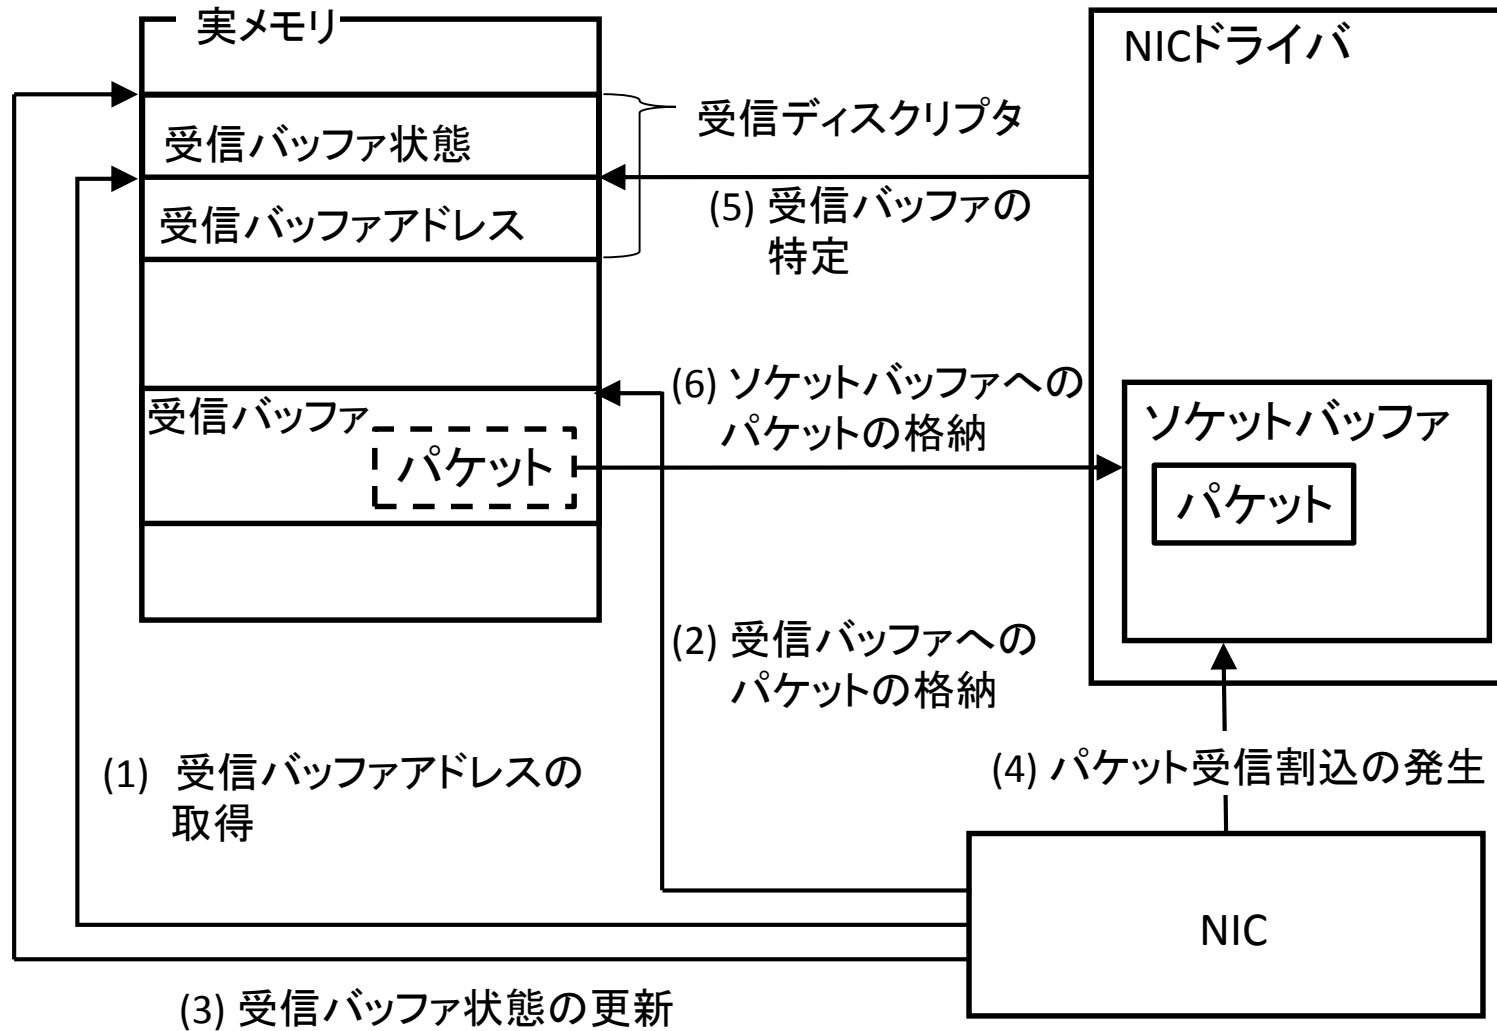 実メモリ
NICドライバ
受信バッファ状態
受信ディスクリプタ
受信バッファアドレス
(5) 受信バッファの
特定
(6) ソケットバッファへの
パケットの格納
受信バッファ
パケット
ソケットバッファ
パケット
(2) 受信バッファへの
パケットの格納
(1) 受信バッファアドレスの
取得
(4) パケット受信割込の発生
NIC
(3) 受信バッファ状態の更新